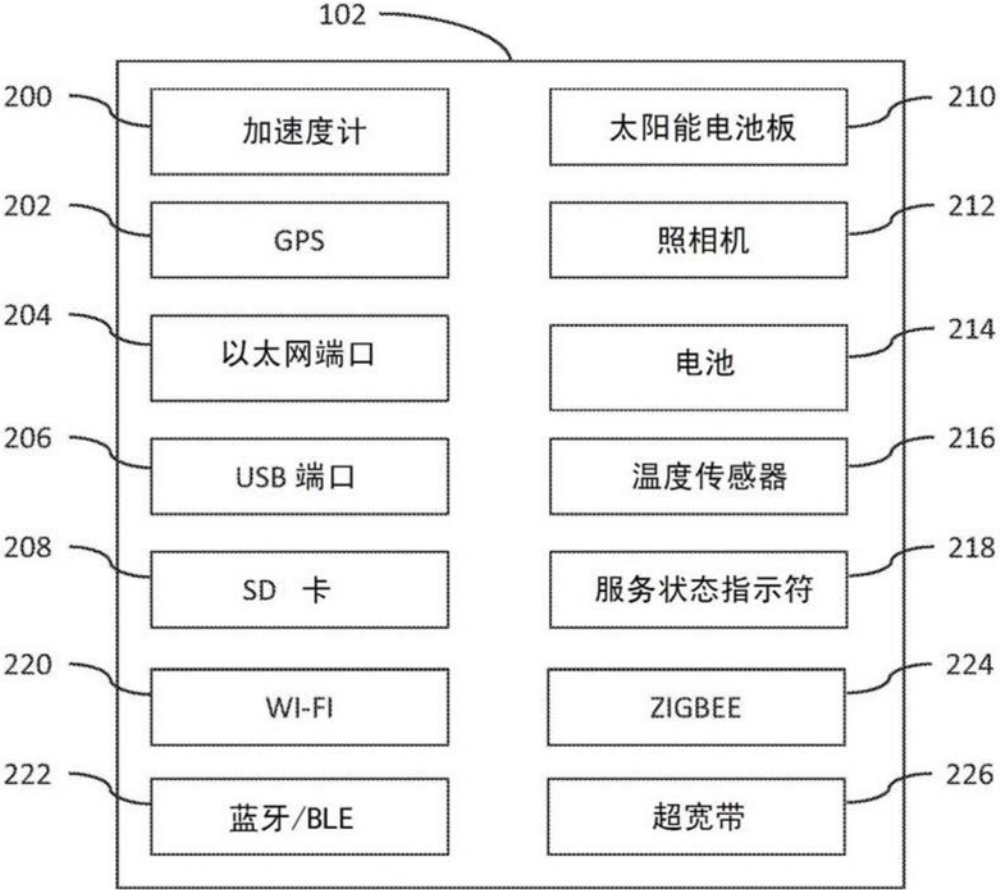 102
200 加速度计
太阳能电池板 210
202 GPS
照相机 212
204 以太网端口
电池 214
206 USB 端口
温度传感器 216
208 SD 卡
服务状态指示符 218
220 WI-FI
ZIGBEE 224
222 蓝牙/BLE
超宽带 226